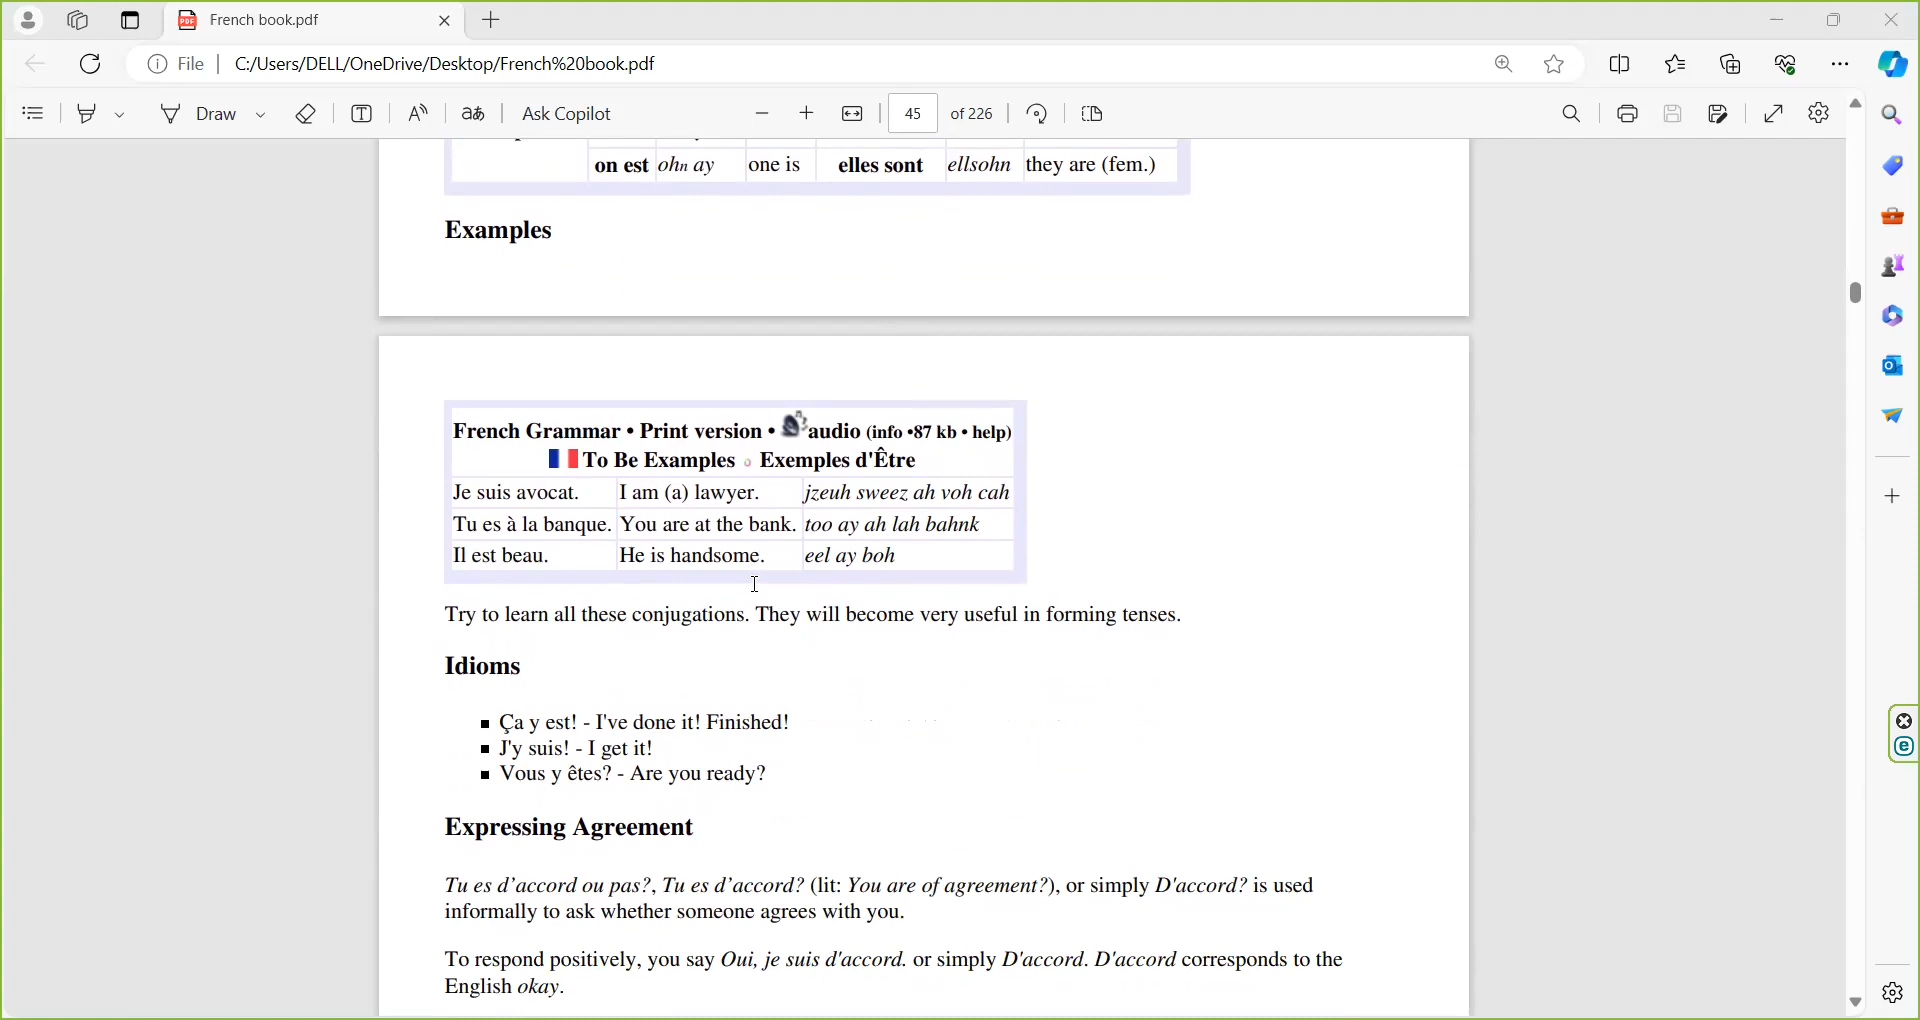 French book.pdf
File
C:/Users/DELL/OneDrive/Desktop/French%20book.pdf
Draw
Ask Copilot
45 of 226
on est ohn ay one is elles sont ellsohn they are (fem.)
Examples
French Grammar • Print version • audio (info •87 kb • help)
To Be Examples Exemples d'Être
Je suis avocat. I am (a) lawyer. jzeuh sweez ah voh cah
Tu es à la banque. You are at the bank. too ay ah lah bahnk
Il est beau. He is handsome. eel ay boh
Try to learn all these conjugations. They will become very useful in forming tenses.
Idioms
▪ Ça y est! - I've done it! Finished!
▪ J'y suis! - I get it!
▪ Vous y êtes? - Are you ready?
Expressing Agreement
Tu es d’accord ou pas?, Tu es d’accord? (lit: You are of agreement?), or simply D'accord? is used
informally to ask whether someone agrees with you.
To respond positively, you say Oui, je suis d'accord. or simply D'accord. D'accord corresponds to the
English okay.